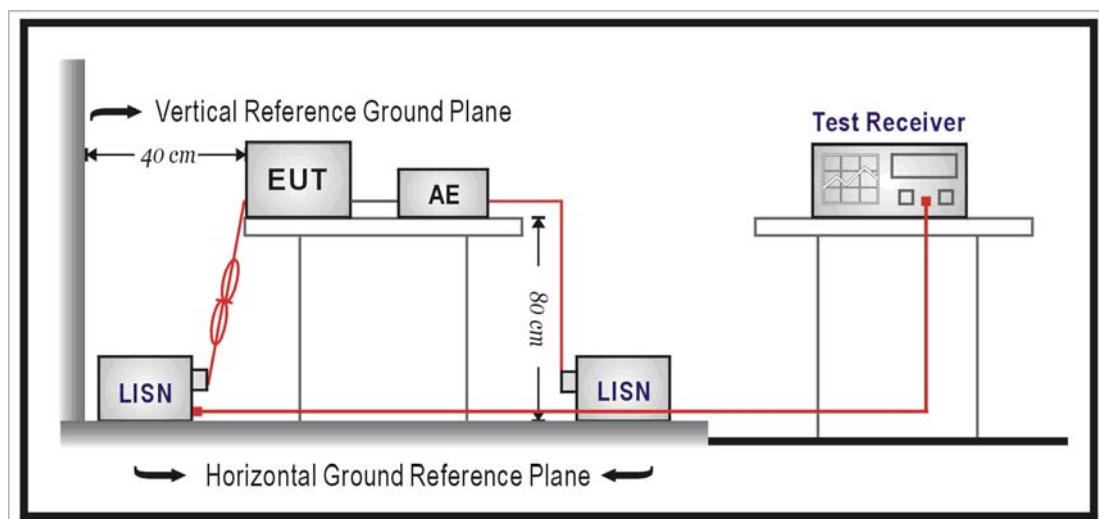 Vertical Reference Ground Plane
Test Receiver
40 cm
EUT
AE
80 cm
LISN
LISN
Horizontal Ground Reference Plane